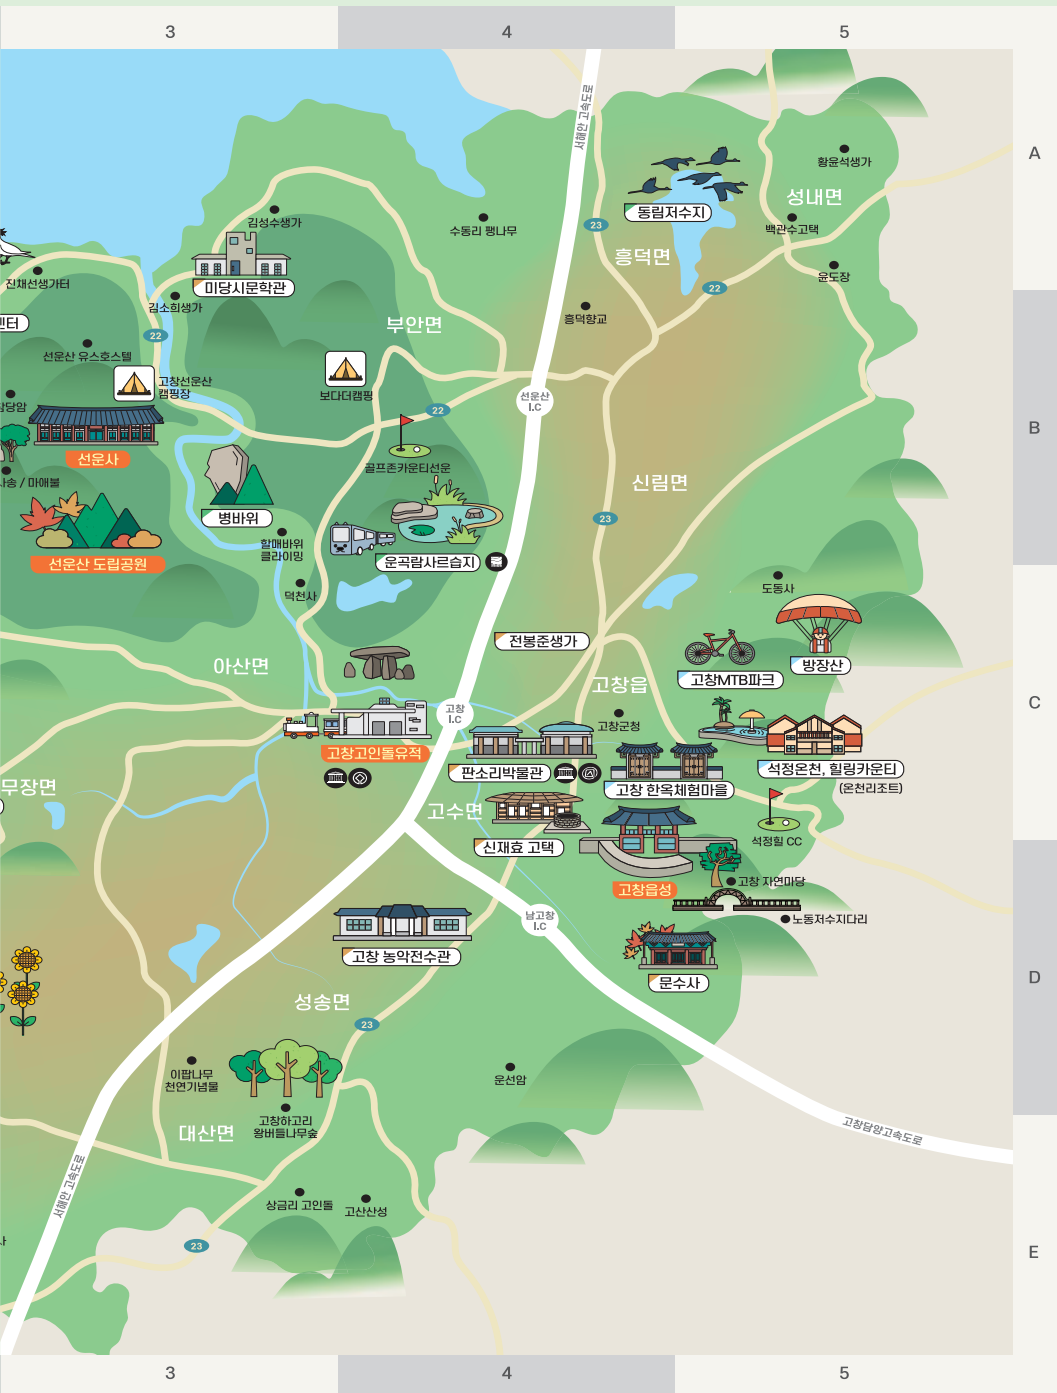 3
4
5
A
B
C
D
E
서해안 고속도로
황윤석생가
성내면
동림저수지
백관수고택
23
흥덕면
윤도장
22
김성수생가
수동리 팽나무
진채선생가터
미당시문학관
김소희생가
흥덕향교
센터
22
부안면
선운산 유스호스텔
고창선운산
캠핑장
보다더캠핑
선운산
I.C
22
참당암
선운사
골프존카운티선운
신림면
병바위
23
할매바위
클라이밍
운곡람사르습지
선운산 도립공원
덕천사
도동사
전봉준생가
아산면
방장산
고창MTB파크
고창읍
고창
I.C
고창군청
고창고인돌유적
판소리박물관
석정온천, 힐링카운티
(온천리조트)
고창 한옥체험마을
무장면
고수면
신재효 고택
석정힐 CC
고창읍성
고창 자연마당
남고창
I.C
노동저수지다리
고창 농악전수관
문수사
성송면
23
이팝나무
천연기념물
운선암
고창하고리
왕버들나무숲
대산면
고창담양고속도로
서해안 고속도로
상금리 고인돌
고산산성
23
3
4
5